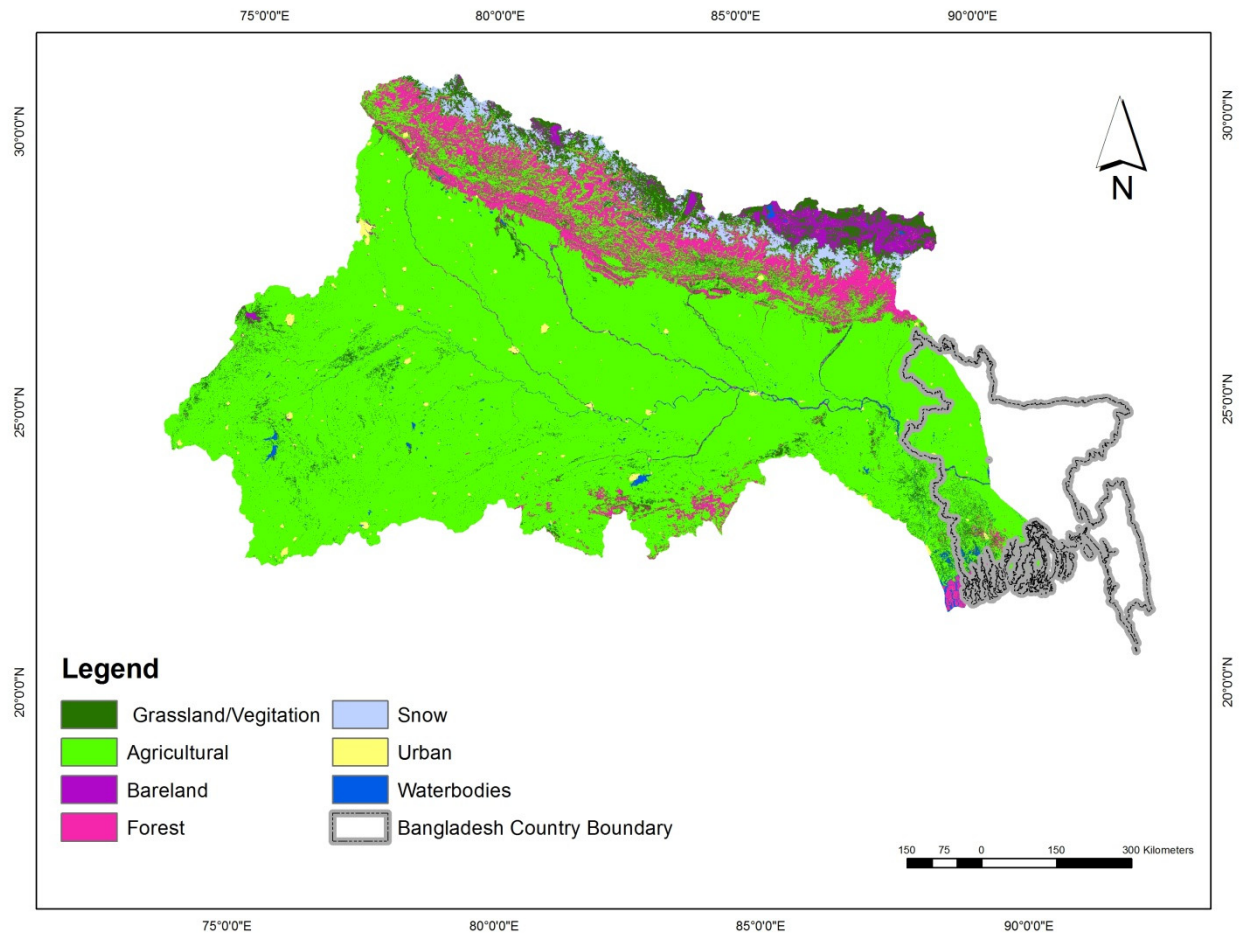 75°0'0"E 80°0'0"E 85°0'0"E 90°0'0"E
30°0'0"N
30°0'0"N
N
25°0'0"N
25°0'0"N
20°0'0"N
20°0'0"N
Legend
Grassland/Vegitation
Agricultural
Bareland
Forest
Snow
Urban
Waterbodies
Bangladesh Country Boundary
150 75 0 150 300 Kilometers
75°0'0"E 80°0'0"E 85°0'0"E 90°0'0"E